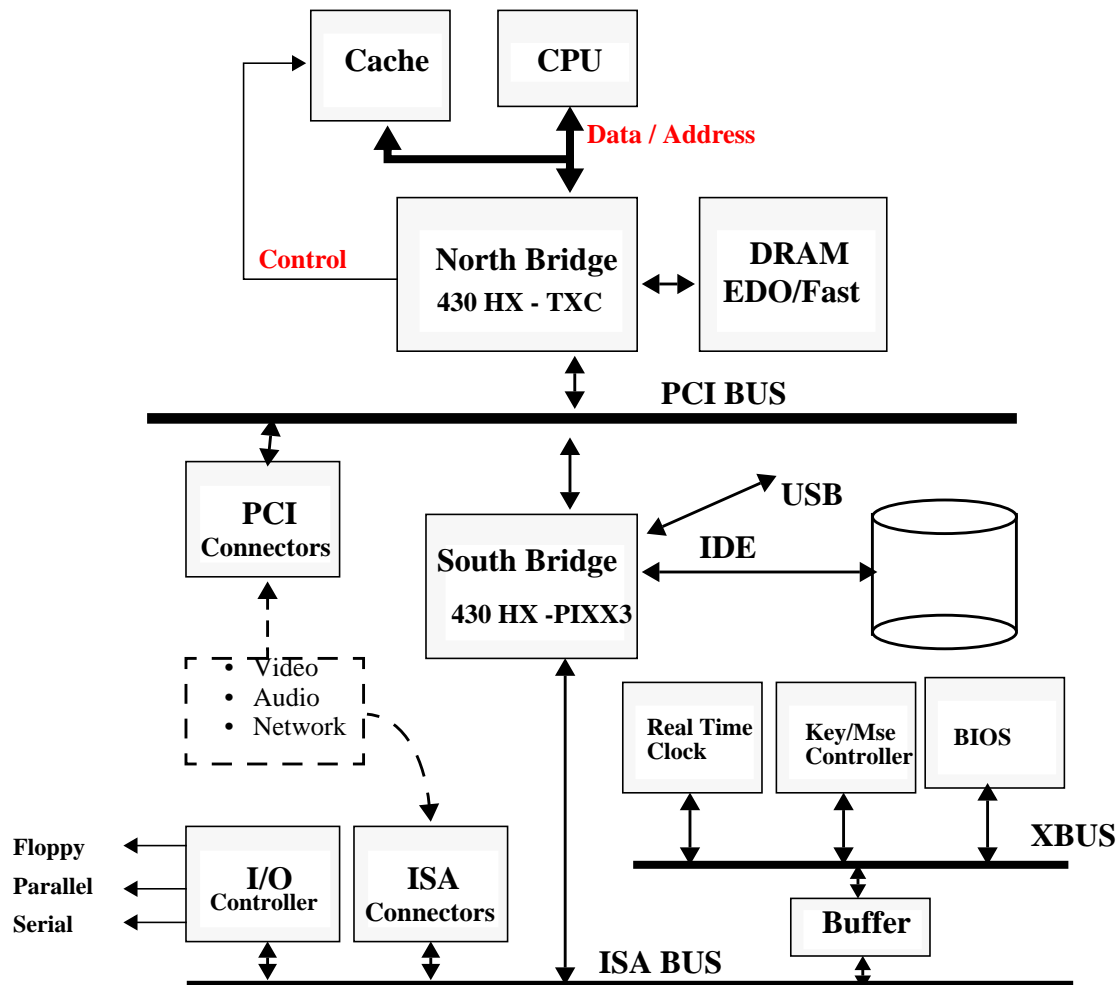 Cache
CPU
Data / Address
Control
North Bridge
430 HX - TXC
DRAM
EDO/Fast
PCI BUS
PCI
Connectors
USB
IDE
South Bridge
430 HX -PIXX3
• Video
• Audio
• Network
Real Time
Clock
Key/Mse
Controller
BIOS
XBUS
Floppy
Parallel
Serial
I/O
Controller
ISA
Connectors
Buffer
ISA BUS